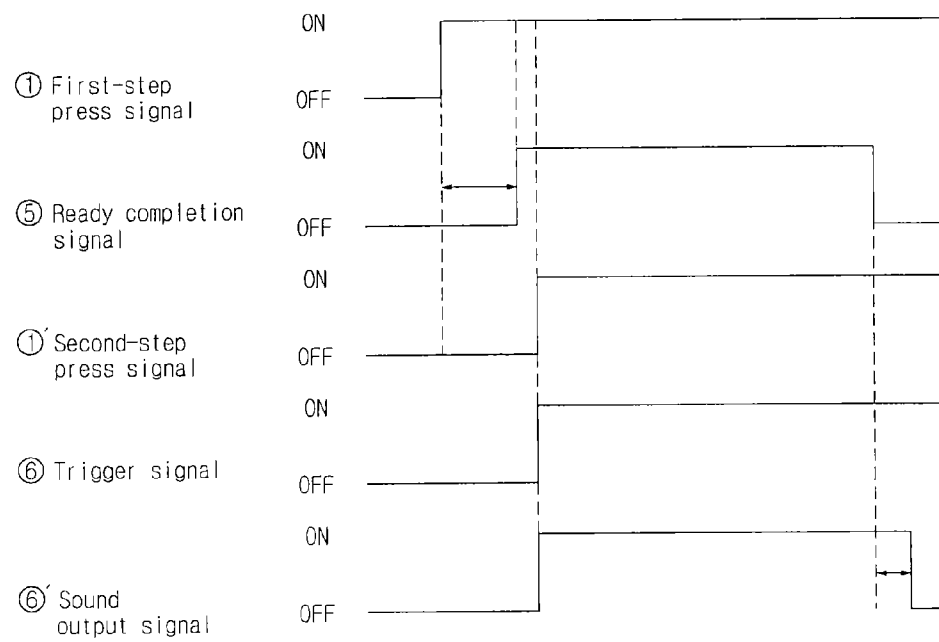 ON
① First-step
press signal
OFF
ON
⑤ Ready completion
signal
OFF
ON
①′ Second-step
press signal
OFF
ON
⑥ Trigger signal
OFF
ON
⑥′ Sound
output signal
OFF